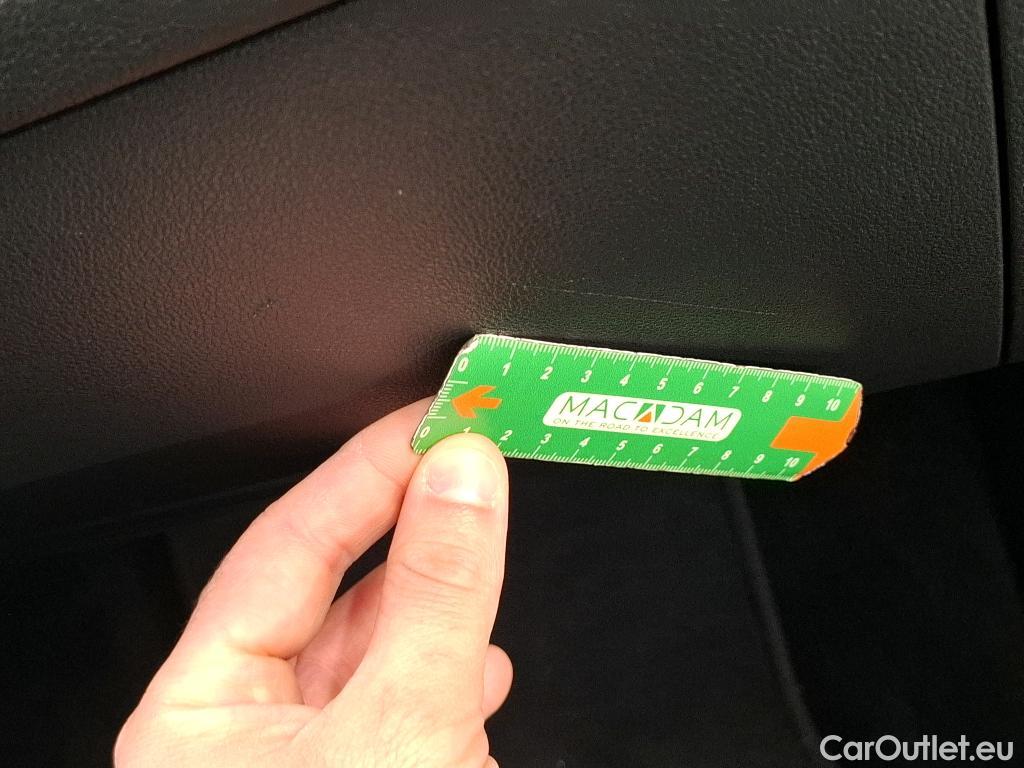 0 1 2 3 4 5 6 7 8 9 10
MACADAM
ON THE ROAD TO EXCELLENCE
0 1 2 3 4 5 6 7 8 9 10
CarOutlet.eu